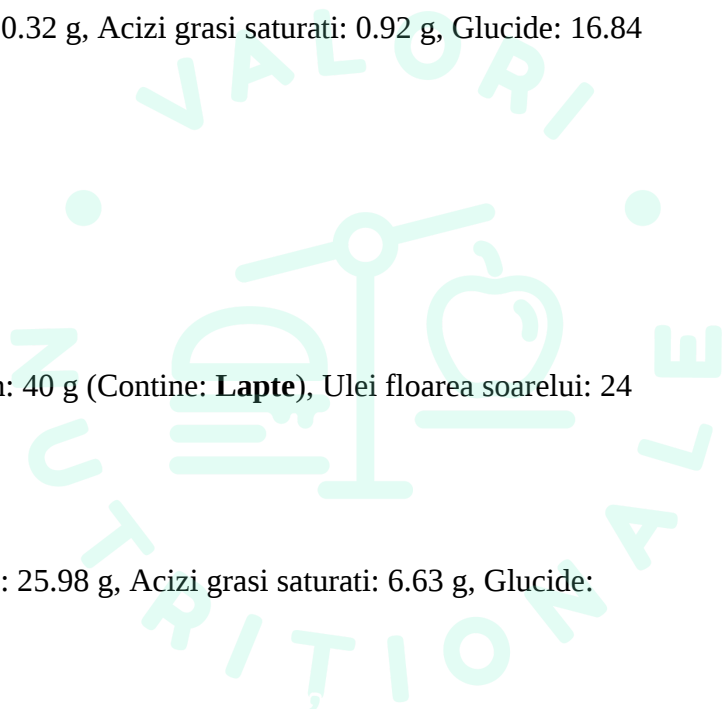 0.32 g, Acizi grasi saturati: 0.92 g, Glucide: 16.84
VALORI
: 40 g (Contine: Lapte), Ulei floarea soarelui: 24
: 25.98 g, Acizi grasi saturati: 6.63 g, Glucide:
NUTRITIONALE